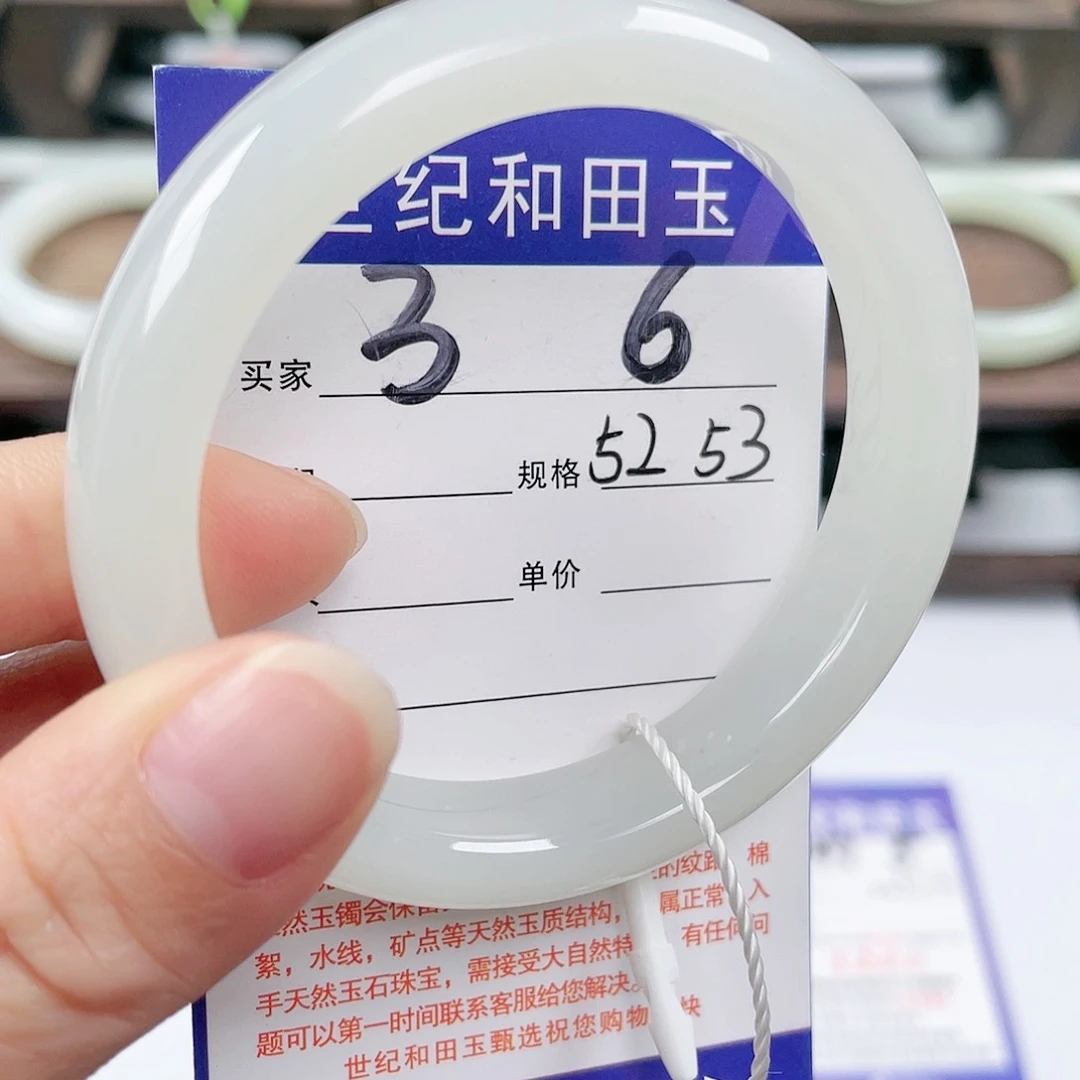 世纪和田玉
买家 3 6
规格 52 53
单价
的纹路 棉
然玉镯会保留 属正常 入
絮，水线，矿点等天然玉质结构， 有任何问
手天然玉石珠宝，需接受大自然特
题可以第一时间联系客服给您解决 快
世纪和田玉甄选祝您购物